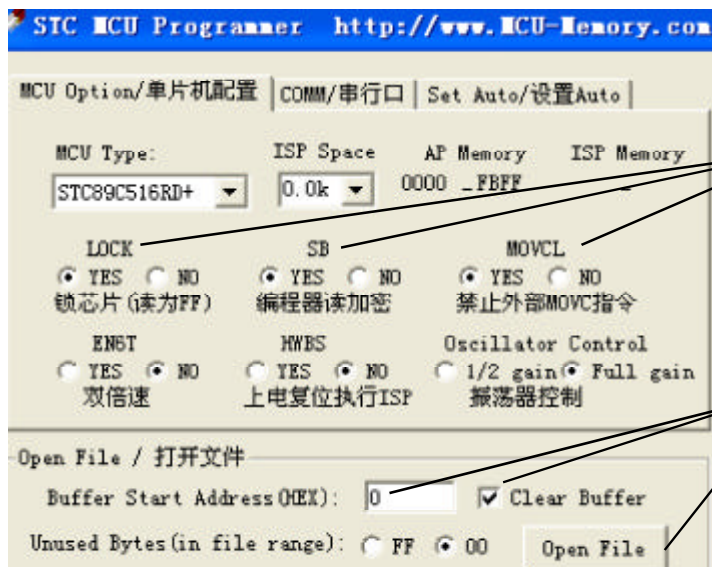 STC MCU Programmer http://www.MCU-Memory.com
MCU Option/单片机配置 COMM/串行口 Set Auto/设置Auto
MCU Type: ISP Space AP Memory ISP Memory
STC89C516RD+ 0.0k 0000 _FBFF _
LOCK SB MOVCL
YES NO YES NO YES NO
锁芯片(读为FF) 编程器读加密 禁止外部MOVC指令
EN6T HWBS Oscillator Control
YES NO YES NO 1/2 gain Full gain
双倍速 上电复位执行ISP 振荡器控制
Open File / 打开文件
Buffer Start Address(HEX): 0 Clear Buffer
Unused Bytes(in file range): FF 00 Open File